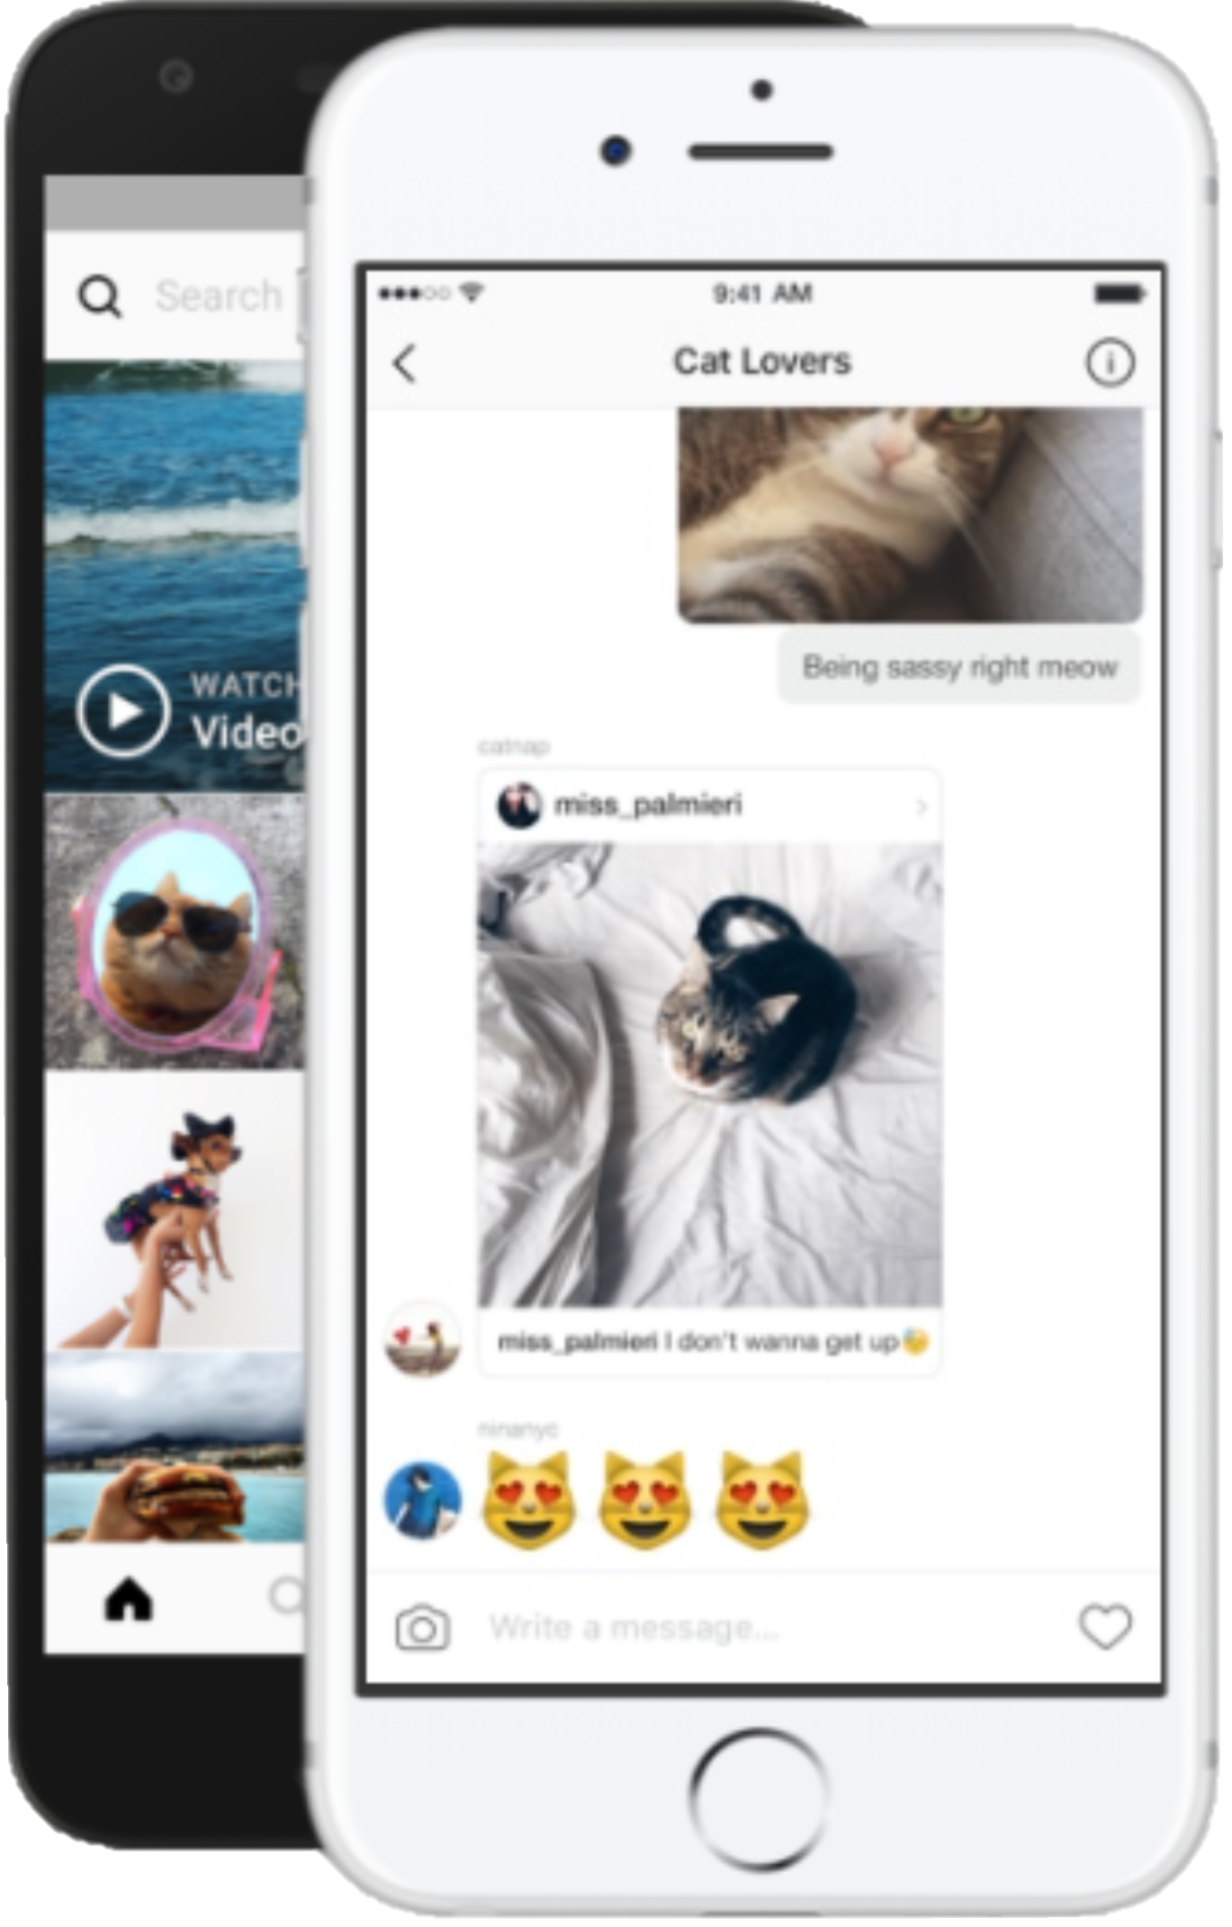 Search
WATCH
Video
9:41 AM
Cat Lovers
Being sassy right meow
catnap
miss_palmieri
miss_palmieri I don't wanna get up
ninanyc
Write a message...